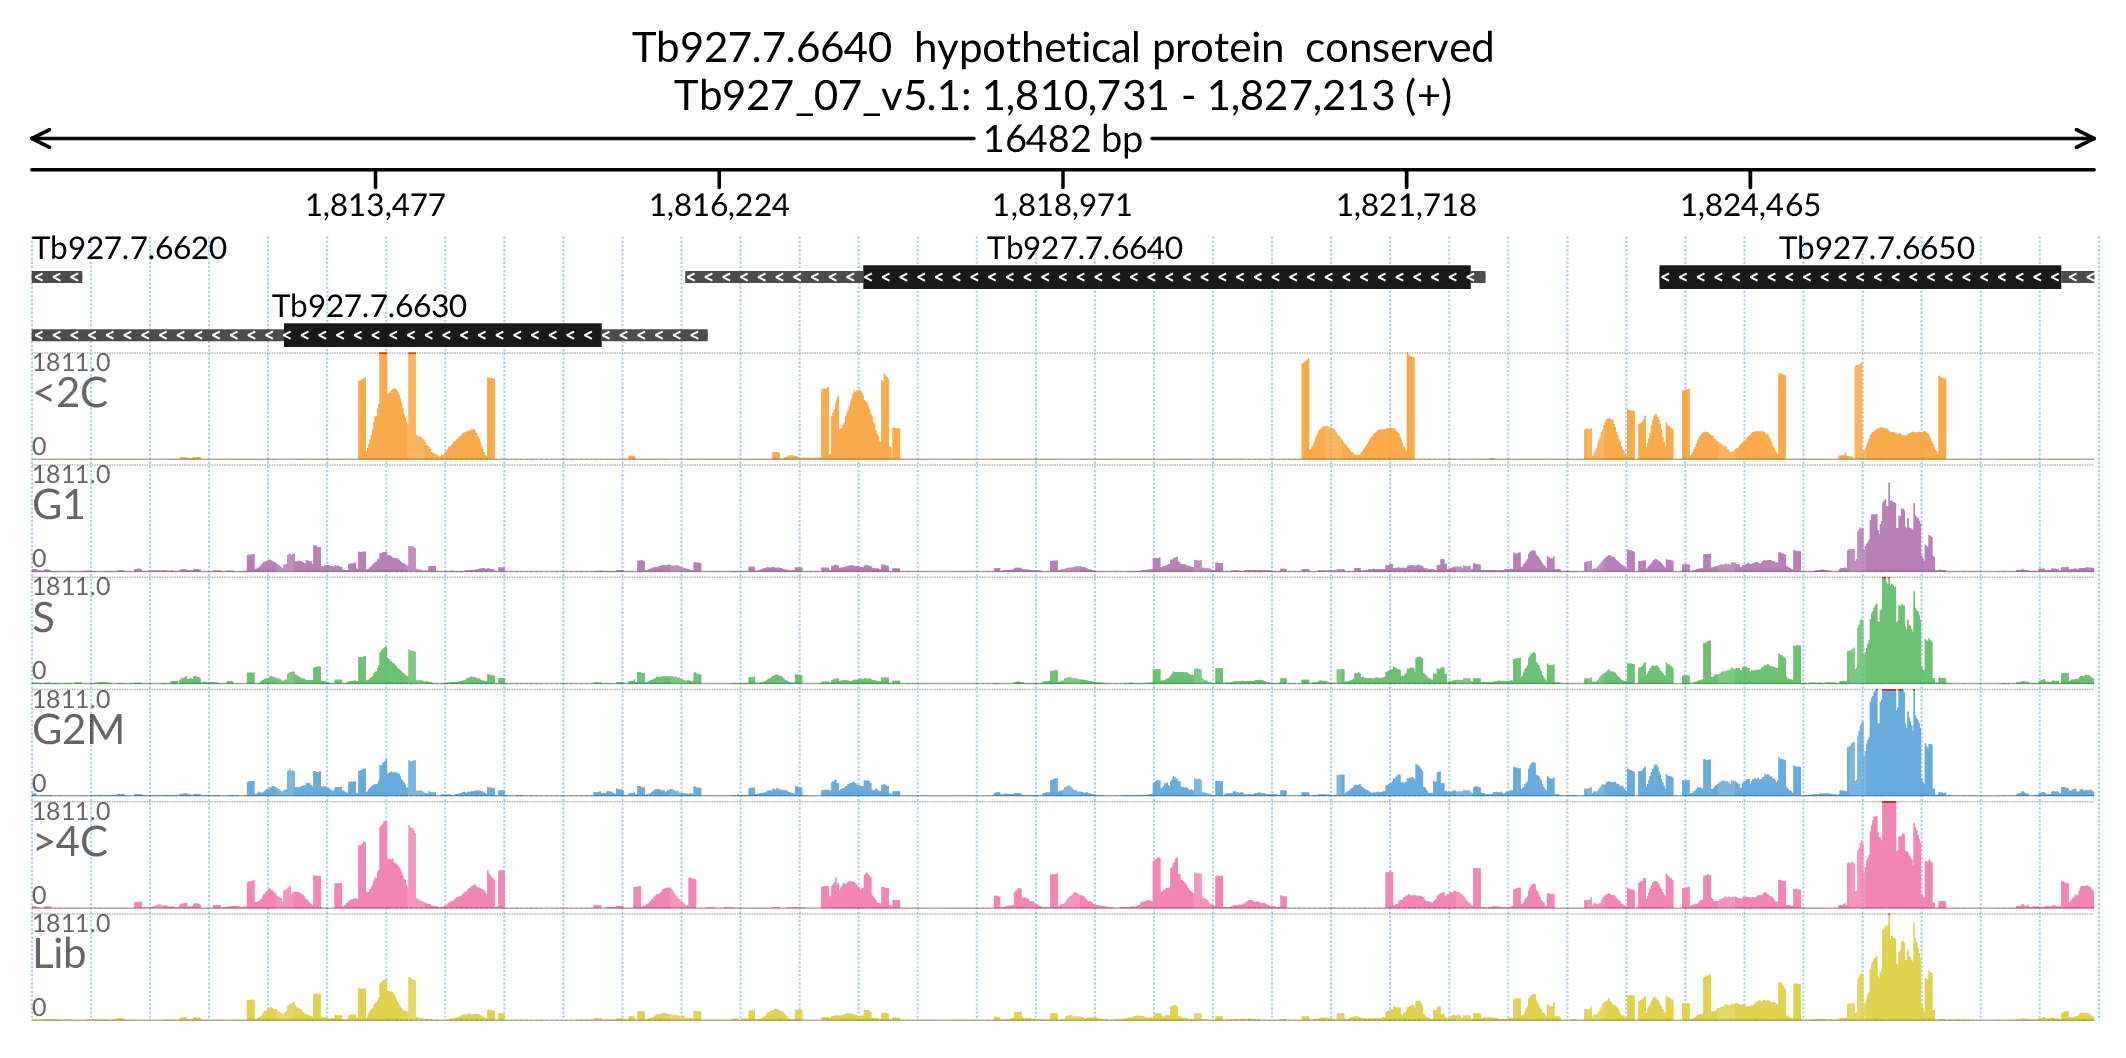 Tb927.7.6640 hypothetical protein conserved
Tb927_07_v5.1: 1,810,731 - 1,827,213 (+)
16482 bp
1,813,477 1,816,224 1,818,971 1,821,718 1,824,465
Tb927.7.6620 Tb927.7.6640 Tb927.7.6650
Tb927.7.6630
1811.0
<2C
0
1811.0
G1
0
1811.0
S
0
1811.0
G2M
0
1811.0
>4C
0
1811.0
Lib
0